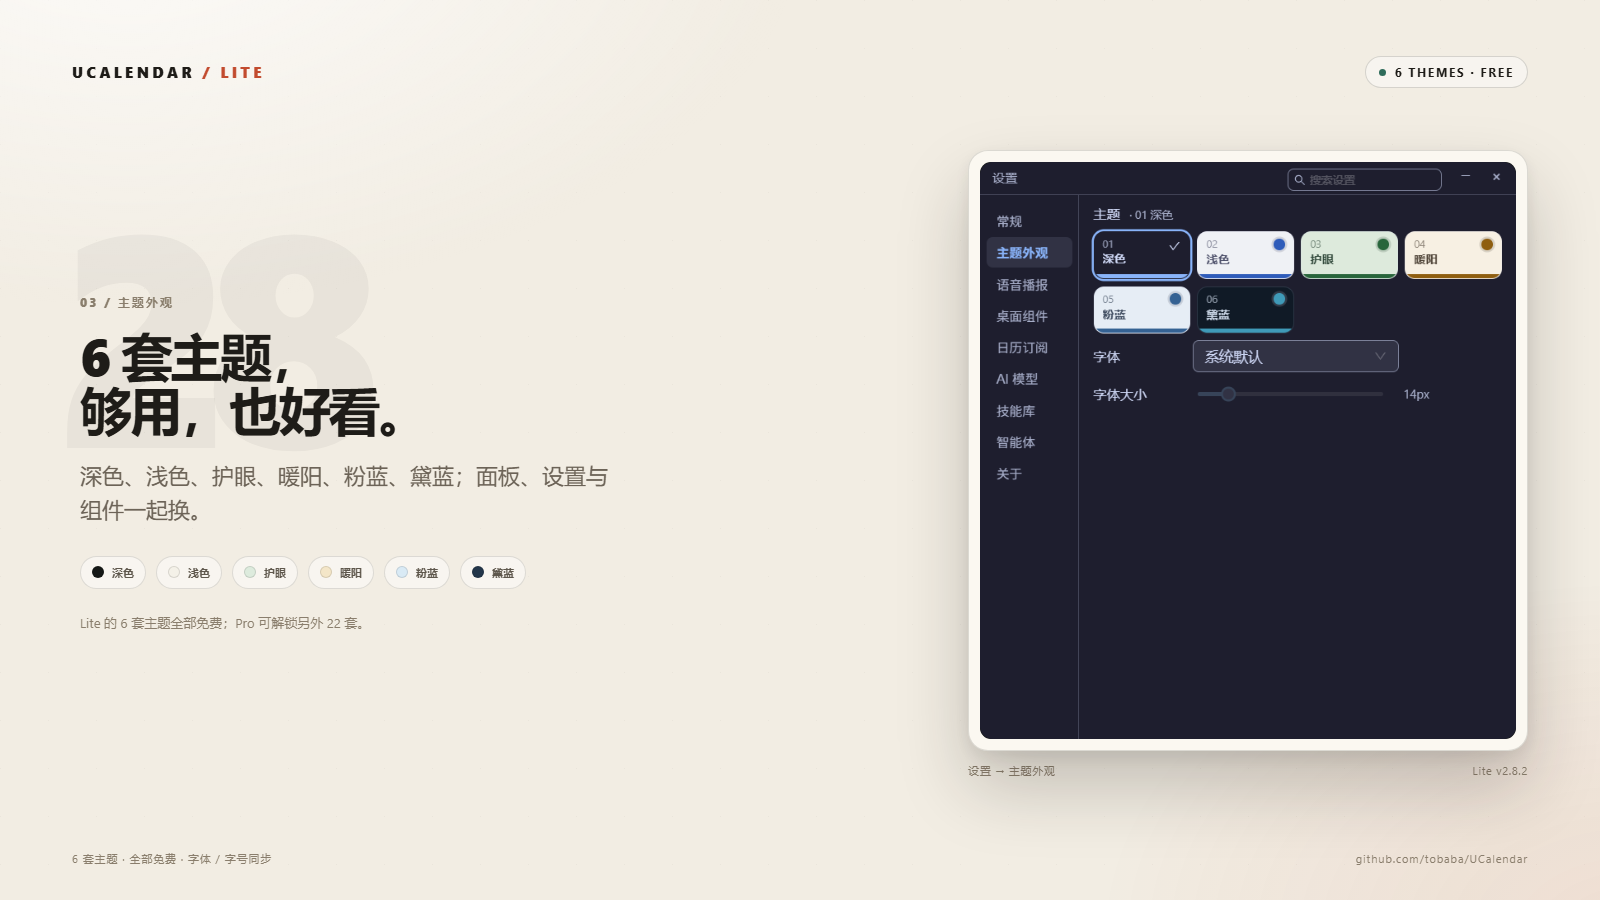 UCALENDAR / LITE
6 THEMES · FREE
28
03 / 主题外观
6 套主题，
够用，也好看。
深色、浅色、护眼、暖阳、粉蓝、黛蓝；面板、设置与
组件一起换。
深色
浅色
护眼
暖阳
粉蓝
黛蓝
Lite 的 6 套主题全部免费；Pro 可解锁另外 22 套。
设置
搜索设置
常规
主题外观
语音播报
桌面组件
日历订阅
AI 模型
技能库
智能体
关于
主题 · 01 深色
01
深色
02
浅色
03
护眼
04
暖阳
05
粉蓝
06
黛蓝
字体
系统默认
字体大小
14px
设置 → 主题外观
Lite v2.8.2
6 套主题 · 全部免费 · 字体 / 字号同步
github.com/tobaba/UCalendar